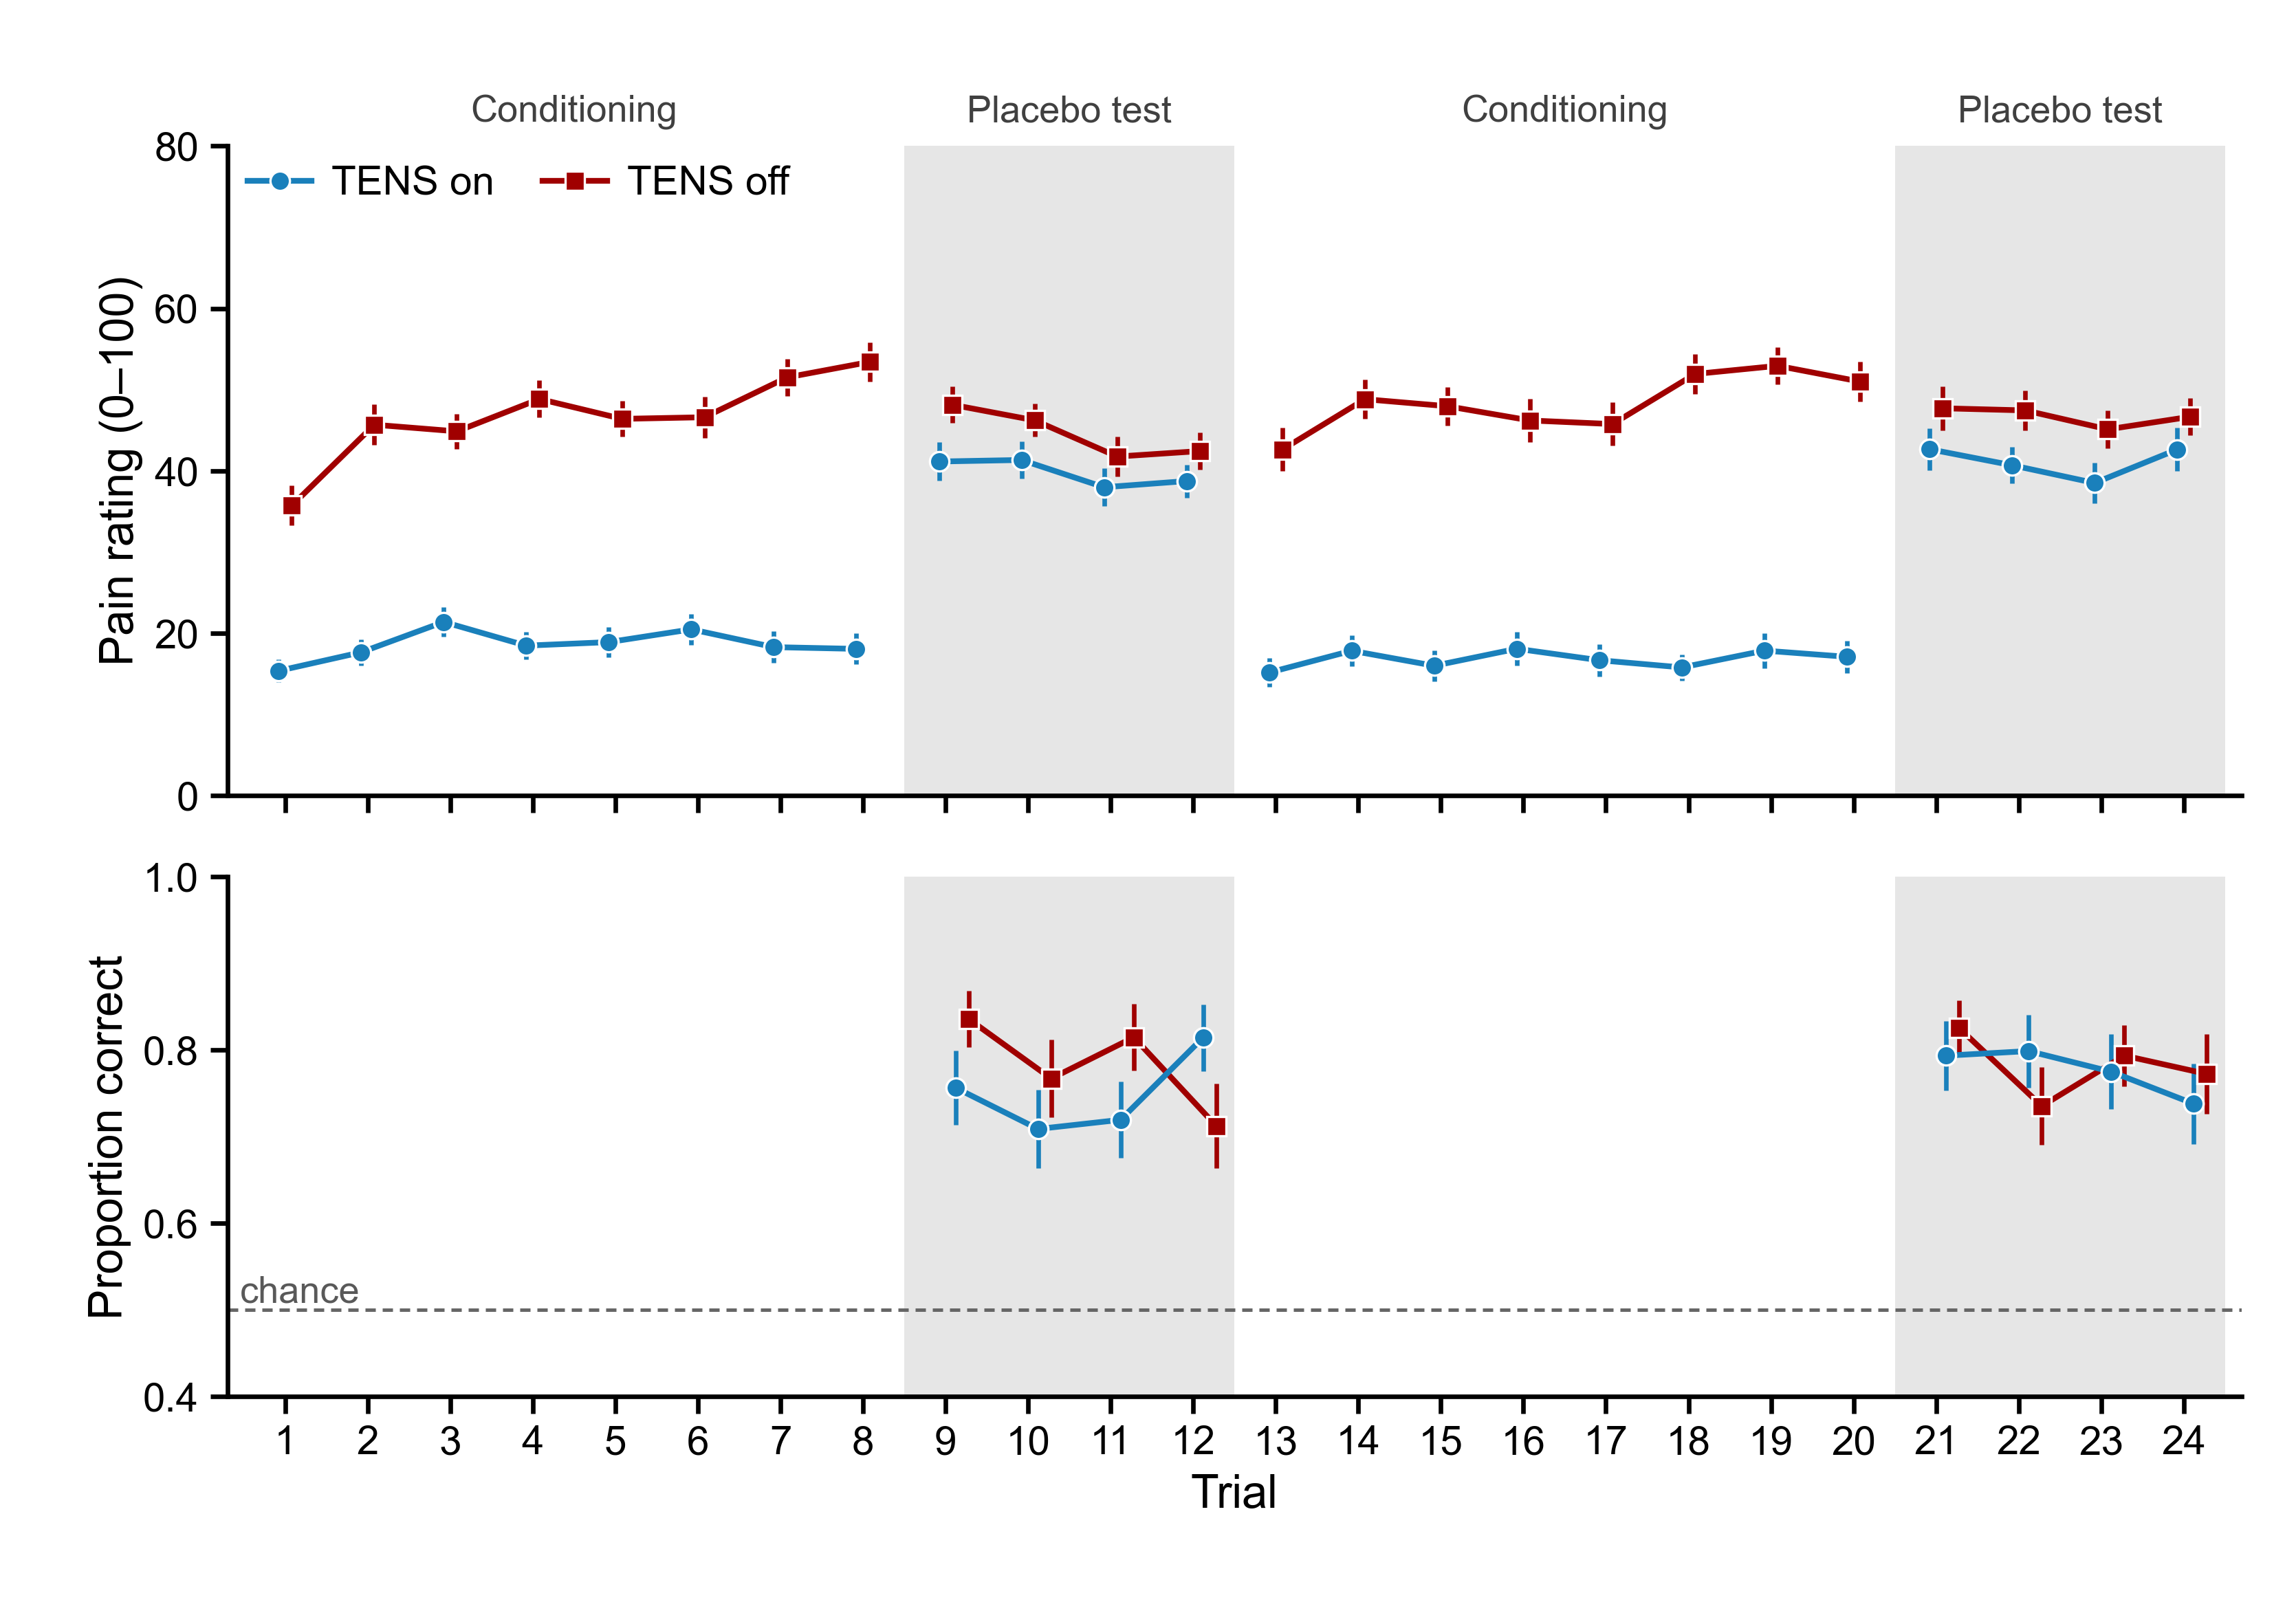 Conditioning Placebo test Conditioning Placebo test
TENS on TENS off
Pain rating (0–100)
80
60
40
20
0
Proportion correct
1.0
0.8
0.6
chance
0.4
1 2 3 4 5 6 7 8 9 10 11 12 13 14 15 16 17 18 19 20 21 22 23 24
Trial